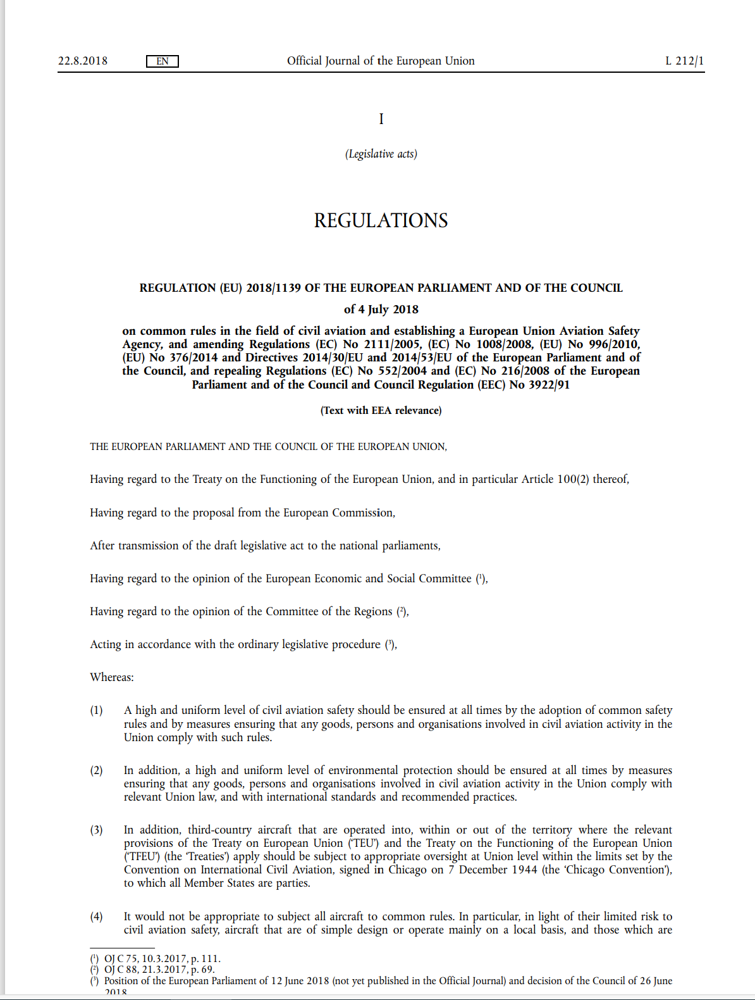 22.8.2018 EN Official Journal of the European Union L 212/1
I
(Legislative acts)
REGULATIONS
REGULATION (EU) 2018/1139 OF THE EUROPEAN PARLIAMENT AND OF THE COUNCIL
of 4 July 2018
on common rules in the field of civil aviation and establishing a European Union Aviation Safety
Agency, and amending Regulations (EC) No 2111/2005, (EC) No 1008/2008, (EU) No 996/2010,
(EU) No 376/2014 and Directives 2014/30/EU and 2014/53/EU of the European Parliament and of
the Council, and repealing Regulations (EC) No 552/2004 and (EC) No 216/2008 of the European
Parliament and of the Council and Council Regulation (EEC) No 3922/91
(Text with EEA relevance)
THE EUROPEAN PARLIAMENT AND THE COUNCIL OF THE EUROPEAN UNION,
Having regard to the Treaty on the Functioning of the European Union, and in particular Article 100(2) thereof,
Having regard to the proposal from the European Commission,
After transmission of the draft legislative act to the national parliaments,
Having regard to the opinion of the European Economic and Social Committee (¹),
Having regard to the opinion of the Committee of the Regions (²),
Acting in accordance with the ordinary legislative procedure (³),
Whereas:
(1) A high and uniform level of civil aviation safety should be ensured at all times by the adoption of common safety
rules and by measures ensuring that any goods, persons and organisations involved in civil aviation activity in the
Union comply with such rules.
(2) In addition, a high and uniform level of environmental protection should be ensured at all times by measures
ensuring that any goods, persons and organisations involved in civil aviation activity in the Union comply with
relevant Union law, and with international standards and recommended practices.
(3) In addition, third-country aircraft that are operated into, within or out of the territory where the relevant
provisions of the Treaty on European Union (‘TEU’) and the Treaty on the Functioning of the European Union
(‘TFEU’) (the ‘Treaties’) apply should be subject to appropriate oversight at Union level within the limits set by the
Convention on International Civil Aviation, signed in Chicago on 7 December 1944 (the ‘Chicago Convention’),
to which all Member States are parties.
(4) It would not be appropriate to subject all aircraft to common rules. In particular, in light of their limited risk to
civil aviation safety, aircraft that are of simple design or operate mainly on a local basis, and those which are
(¹) OJ C 75, 10.3.2017, p. 111.
(²) OJ C 88, 21.3.2017, p. 69.
(³) Position of the European Parliament of 12 June 2018 (not yet published in the Official Journal) and decision of the Council of 26 June
2018.